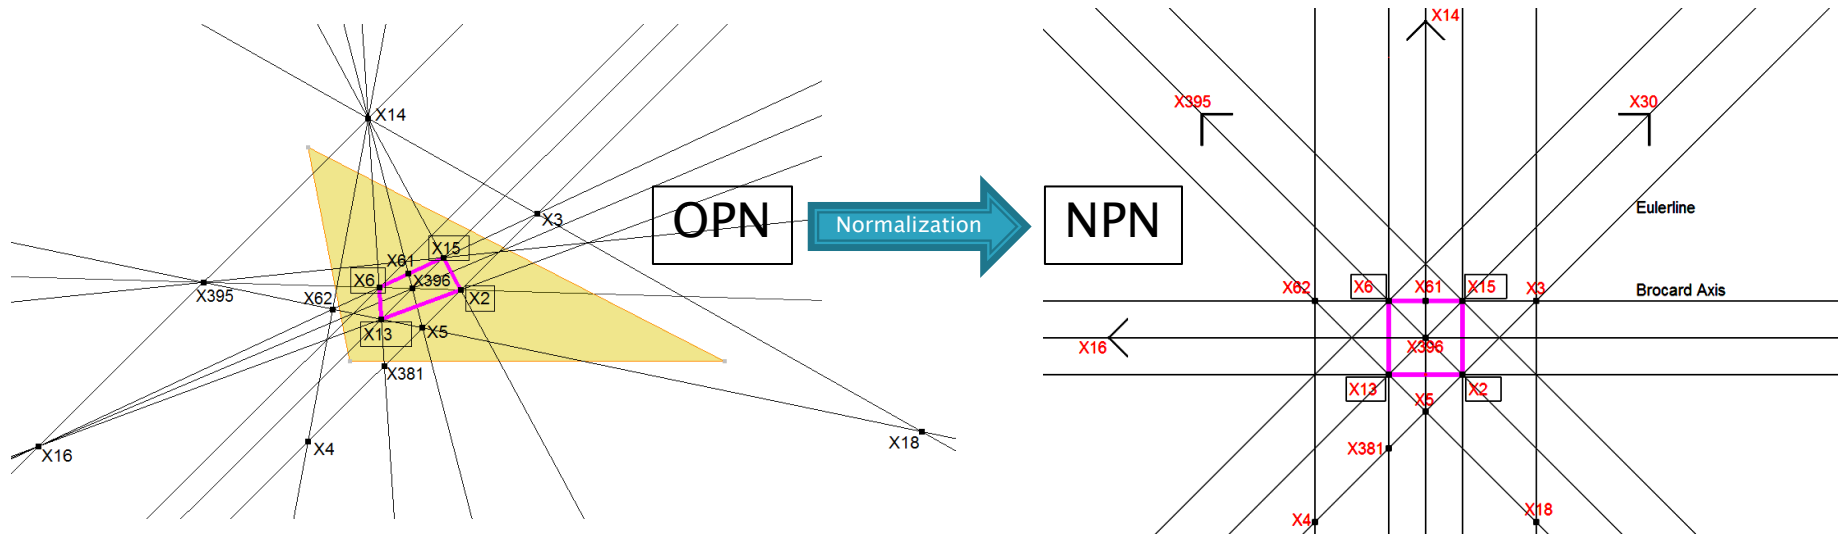 X14
X3
X15
X61
X6
X396
X395
X62
X2
X13
X5
X381
X4
X16
X18
OPN
Normalization
NPN
X14
X395
X30
Eulerline
X62
X6
X61
X15
X3
Brocard Axis
X16
X396
X13
X2
X5
X381
X4
X18